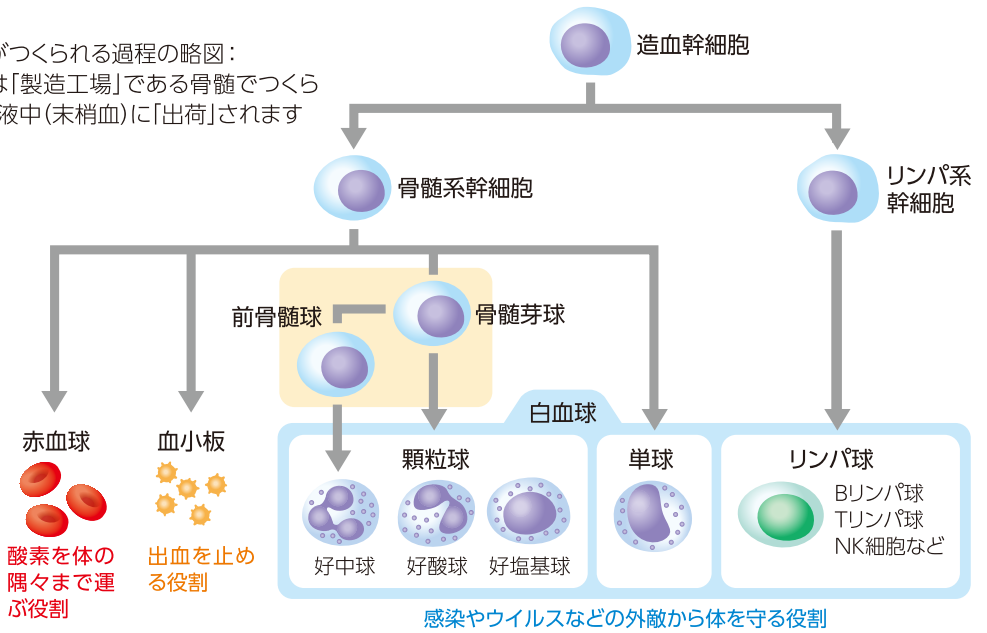 がつくられる過程の略図：
は「製造工場」である骨髄でつくら
液中（末梢血）に「出荷」されます
造血幹細胞
骨髄系幹細胞
リンパ系
幹細胞
前骨髄球
骨髄芽球
白血球
赤血球
血小板
顆粒球
単球
リンパ球
Bリンパ球
Tリンパ球
NK細胞など
好中球
好酸球
好塩基球
酸素を体の
隅々まで運
ぶ役割
出血を止め
る役割
感染やウイルスなどの外敵から体を守る役割